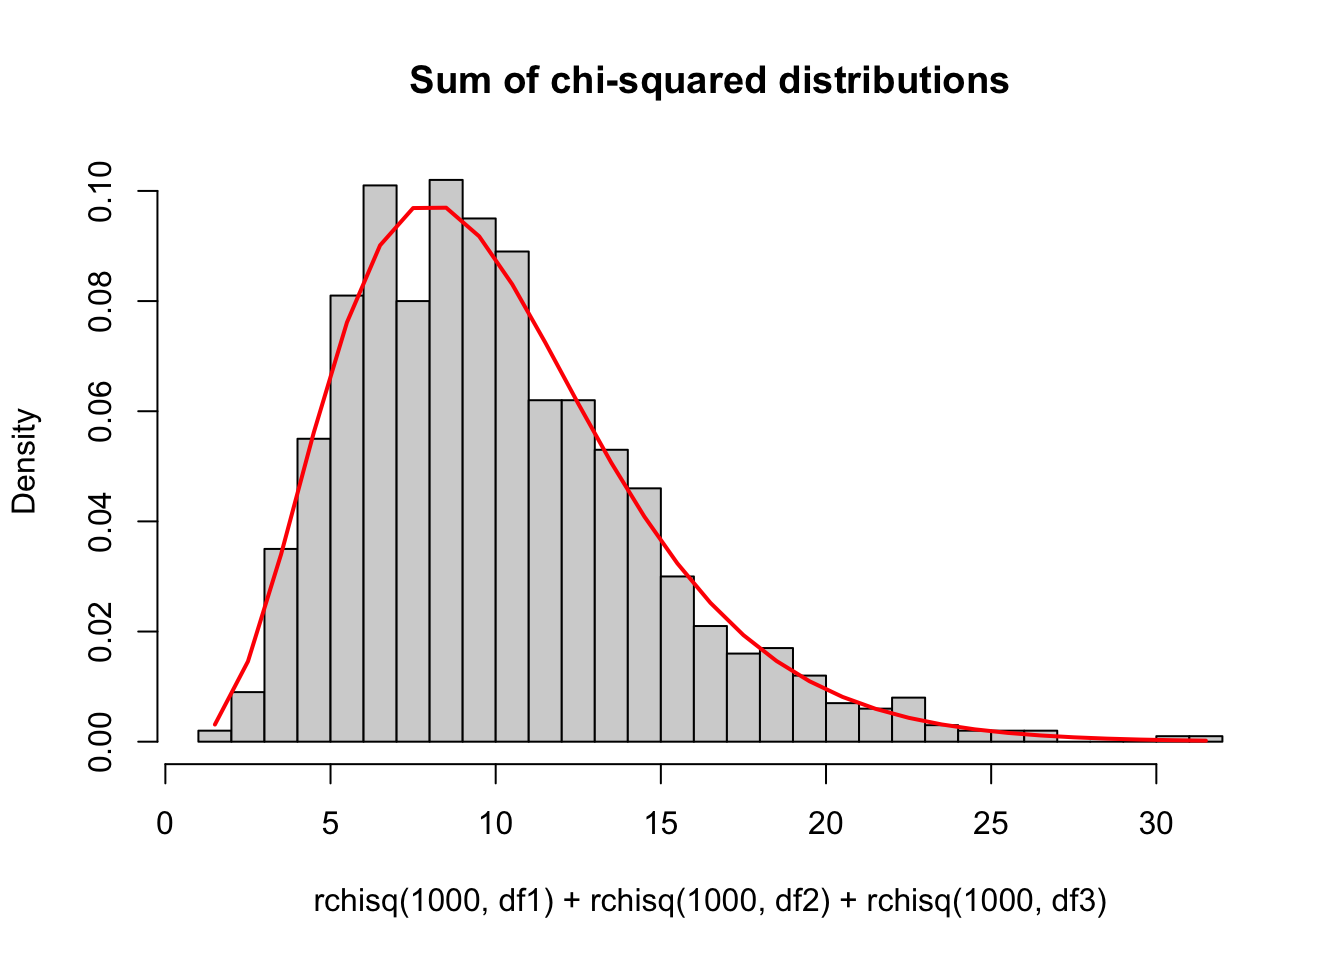 Sum of chi-squared distributions
Density
0.10
0.08
0.06
0.04
0.02
0.00
0 5 10 15 20 25 30
rchisq(1000, df1) + rchisq(1000, df2) + rchisq(1000, df3)